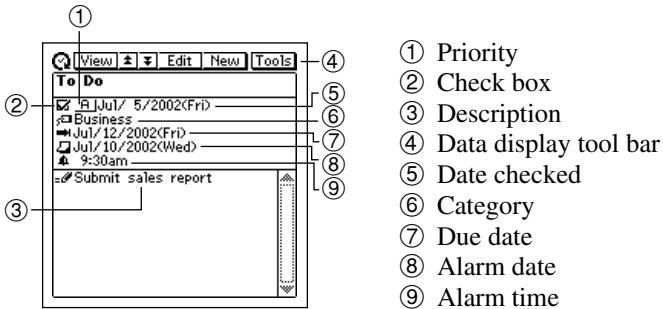 ①
View Edit New Tools ④
To Do
② A Jul/ 5/2002(Fri) ⑤
Business ⑥
Jul/12/2002(Fri) ⑦
Jul/10/2002(Wed) ⑧
9:30am ⑨
③ Submit sales report
① Priority
② Check box
③ Description
④ Data display tool bar
⑤ Date checked
⑥ Category
⑦ Due date
⑧ Alarm date
⑨ Alarm time